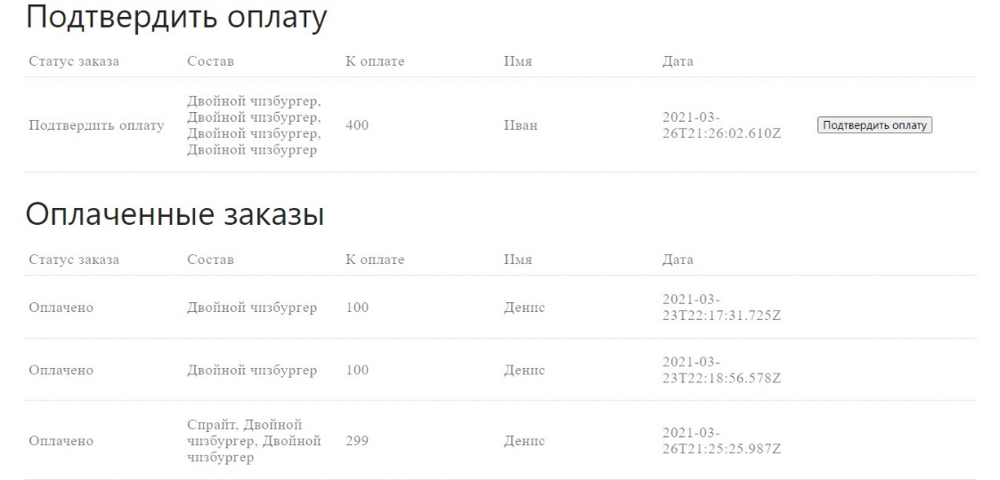 Подтвердить оплату
Статус заказа Состав К оплате Имя Дата
Подтвердить оплату
Двойной чизбургер,
Двойной чизбургер,
Двойной чизбургер,
Двойной чизбургер
400
Иван
2021-03-
26T21:26:02.610Z
Подтвердить оплату
Оплаченные заказы
Статус заказа Состав К оплате Имя Дата
Оплачено
Двойной чизбургер
100
Денис
2021-03-
23T22:17:31.725Z
Оплачено
Двойной чизбургер
100
Денис
2021-03-
23T22:18:56.578Z
Оплачено
Спрайт, Двойной
чизбургер, Двойной
чизбургер
299
Денис
2021-03-
26T21:25:25.987Z